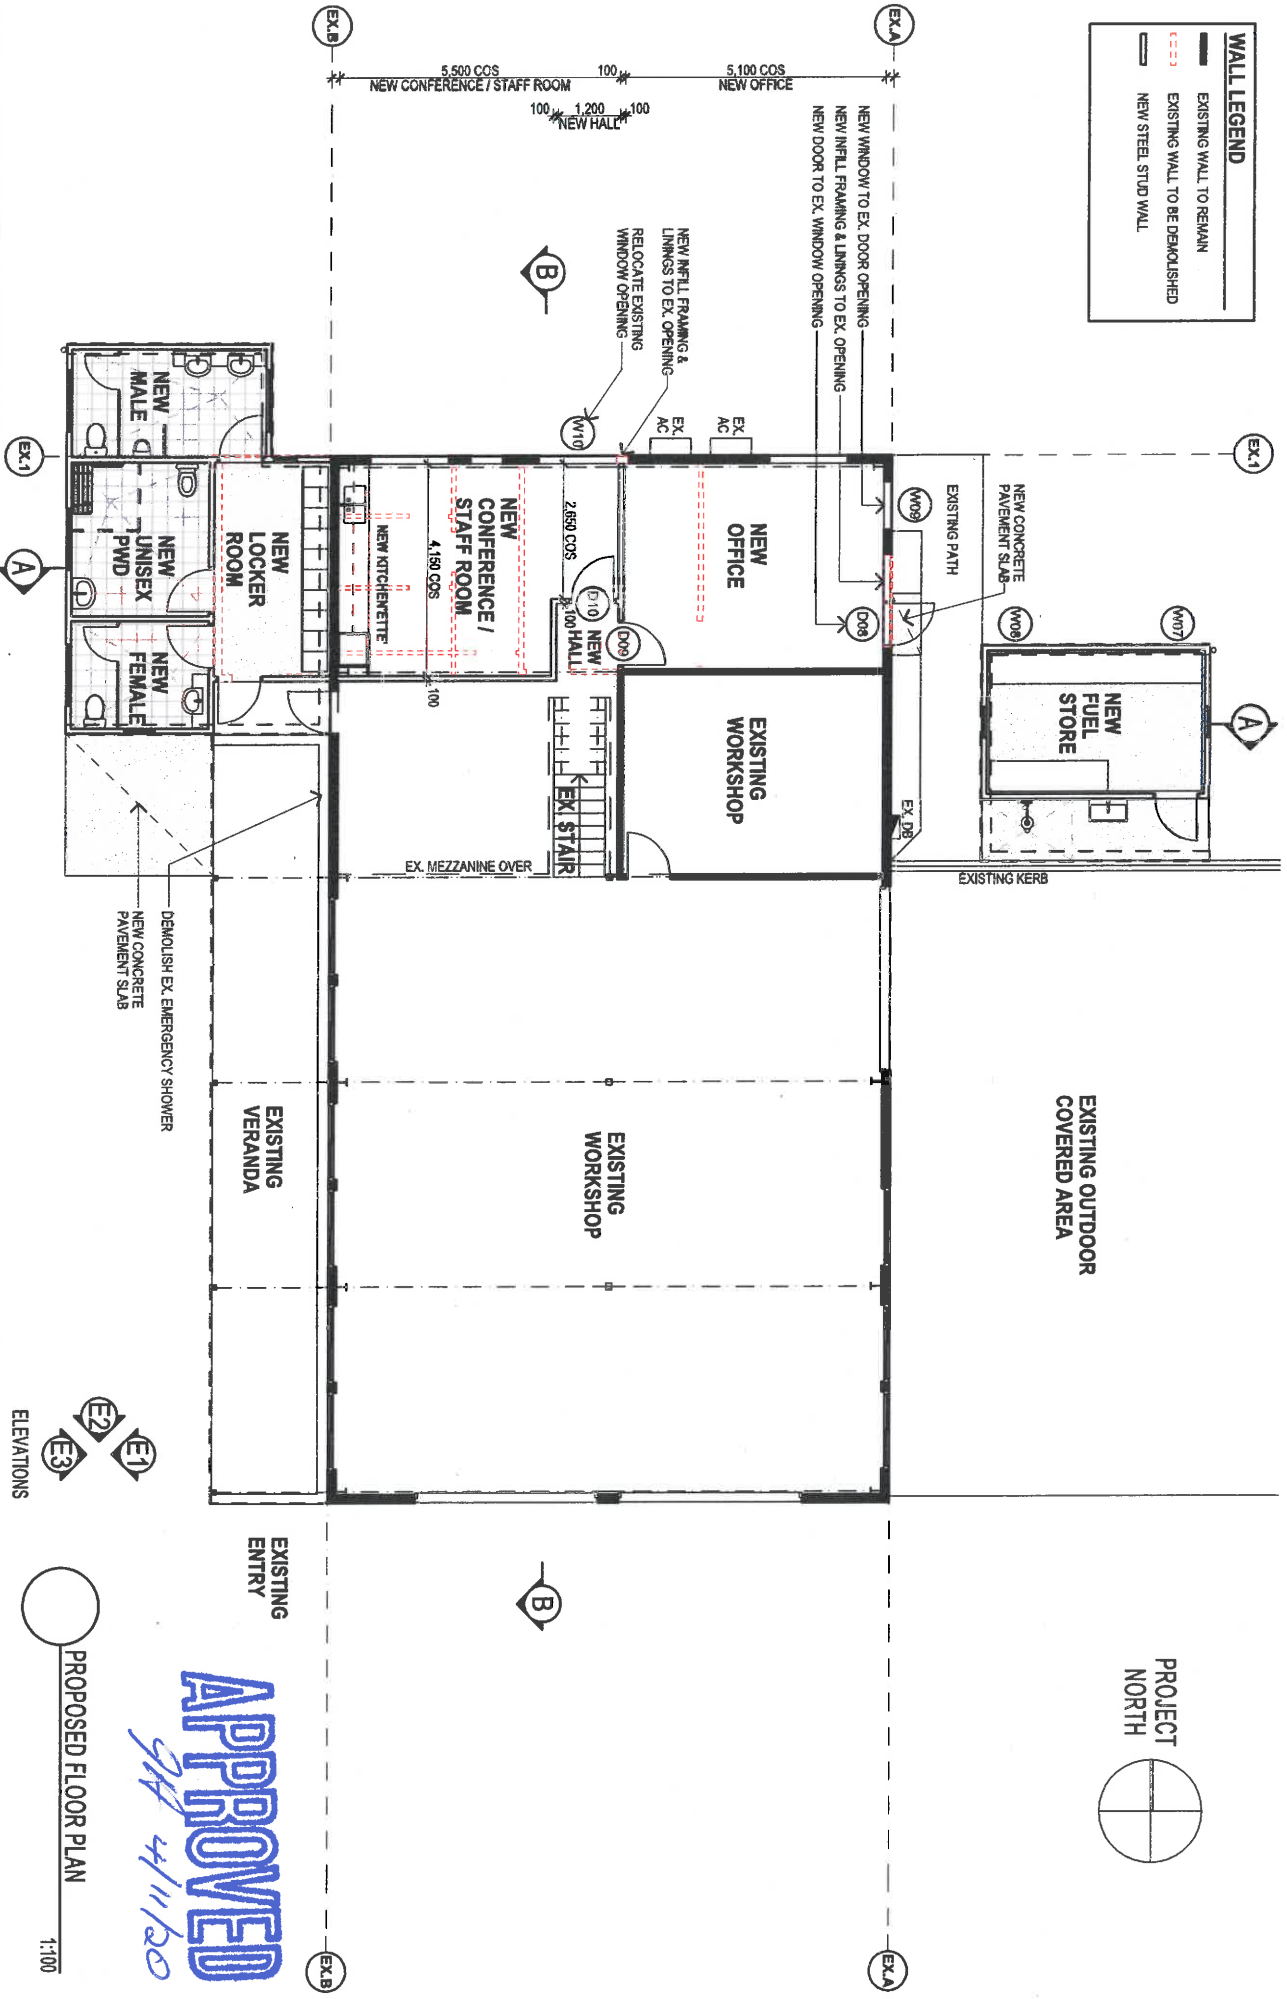 WALL LEGEND
EXISTING WALL TO REMAIN
EXISTING WALL TO BE DEMOLISHED
NEW STEEL STUD WALL
EX.1
PROJECT
NORTH
A
W07
W08
NEW
FUEL
STORE
NEW CONCRETE
PAVEMENT SLAB
EXISTING PATH
W09
EX. DB
EXISTING KERB
EXISTING OUTDOOR
COVERED AREA
EX.A
EX.A
NEW WINDOW TO EX. DOOR OPENING
NEW INFILL FRAMING & LININGS TO EX. OPENING
NEW DOOR TO EX. WINDOW OPENING
D08
5,100 COS
NEW OFFICE
100
5,500 COS
NEW CONFERENCE / STAFF ROOM
100
1,200
100
NEW HALL
EX.
AC
EX.
AC
NEW INFILL FRAMING &
LININGS TO EX. OPENING
RELOCATE EXISTING
WINDOW OPENING
W10
NEW
OFFICE
EXISTING
WORKSHOP
D09
D10
NEW
HALL
100
2,650 COS
NEW
CONFERENCE /
STAFF ROOM
4,150 COS
100
NEW KITCHENETTE
EX. STAIR
EX. MEZZANINE OVER
EXISTING
WORKSHOP
B
B
EX.B
EX.B
NEW
LOCKER
ROOM
EXISTING
VERANDA
EXISTING
ENTRY
NEW
MALE
NEW
UNISEX
PWD
NEW
FEMALE
DEMOLISH EX. EMERGENCY SHOWER
NEW CONCRETE
PAVEMENT SLAB
EX.1
A
E1
E2
E3
ELEVATIONS
APPROVED
4/11/20
PROPOSED FLOOR PLAN
1:100